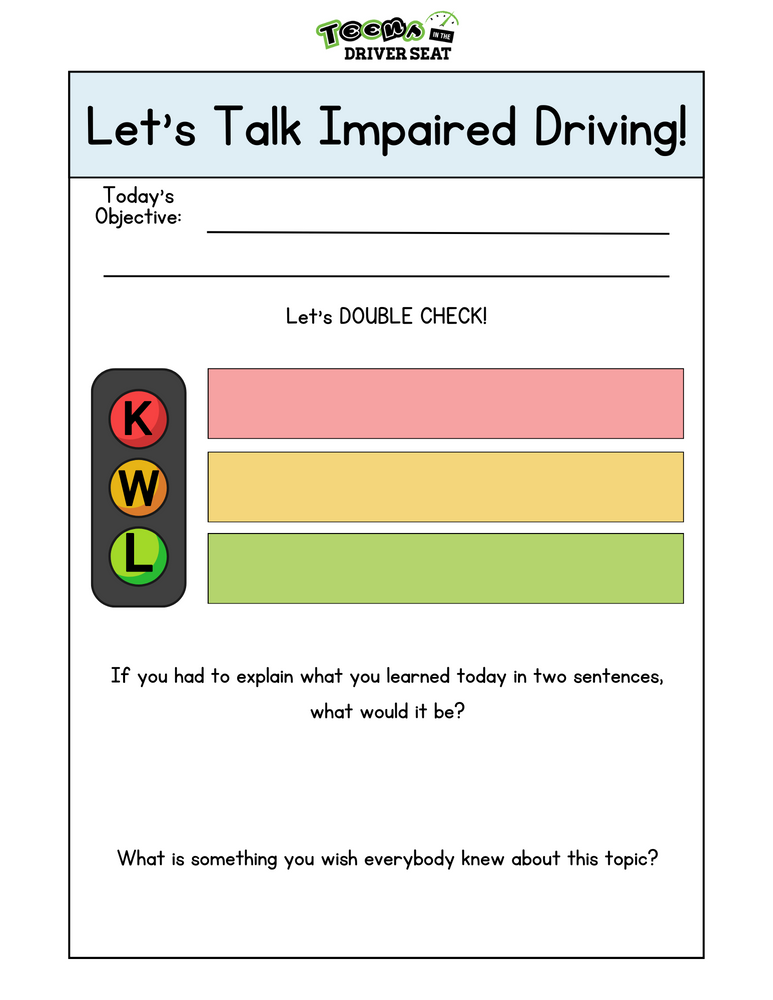 TEENS
IN THE
DRIVER SEAT
Let's Talk Impaired Driving!
Today's
Objective:
Let's DOUBLE CHECK!
K
W
L
If you had to explain what you learned today in two sentences,
what would it be?
What is something you wish everybody knew about this topic?